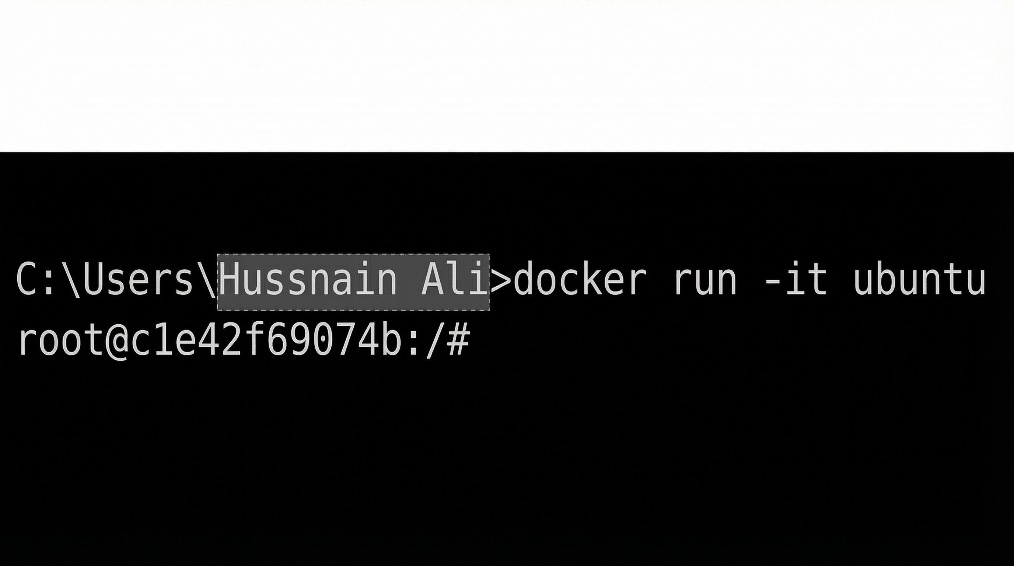 C:\Users\Hussnain Ali>docker run -it ubuntu
root@c1e42f69074b:/#